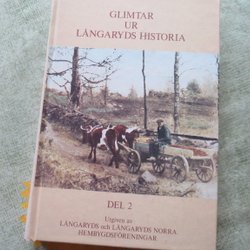 GLIMTAR
UR
LÅNGARYDS HISTORIA
DEL 2
Utgiven av
LÅNGARYDS och LÅNGARYDS NORRA
HEMBYGDSFÖRENINGAR